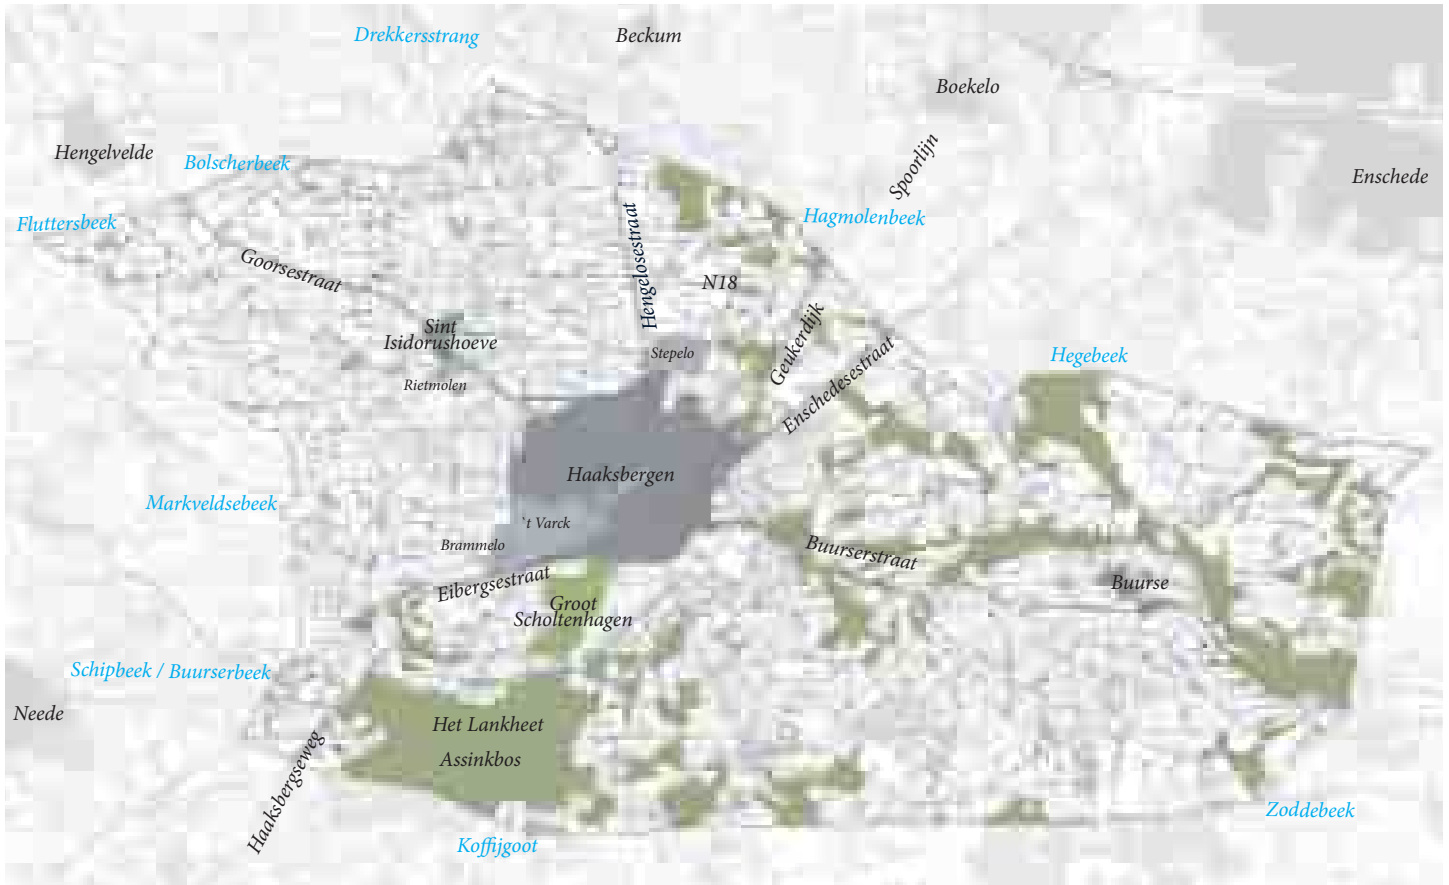 Drekkersstrang
Beckum
Boekelo
Hengelvelde
Bolscherbeek
Spoorlijn
Enschede
Fluttersbeek
Hagmolenbeek
Goorsestraat
Hengelosestraat
N18
Sint
Isidorushoeve
Stepelo
Geukerdijk
Enschedesestraat
Hegebeek
Rietmolen
Haaksbergen
Markveldsebeek
`t Varck
Brammelo
Buurserstraat
Eibergsestraat
Buurse
Groot
Scholtenhagen
Schipbeek / Buurserbeek
Neede
Het Lankheet
Assinkbos
Haaksbergseweg
Zoddebeek
Koffijgoot